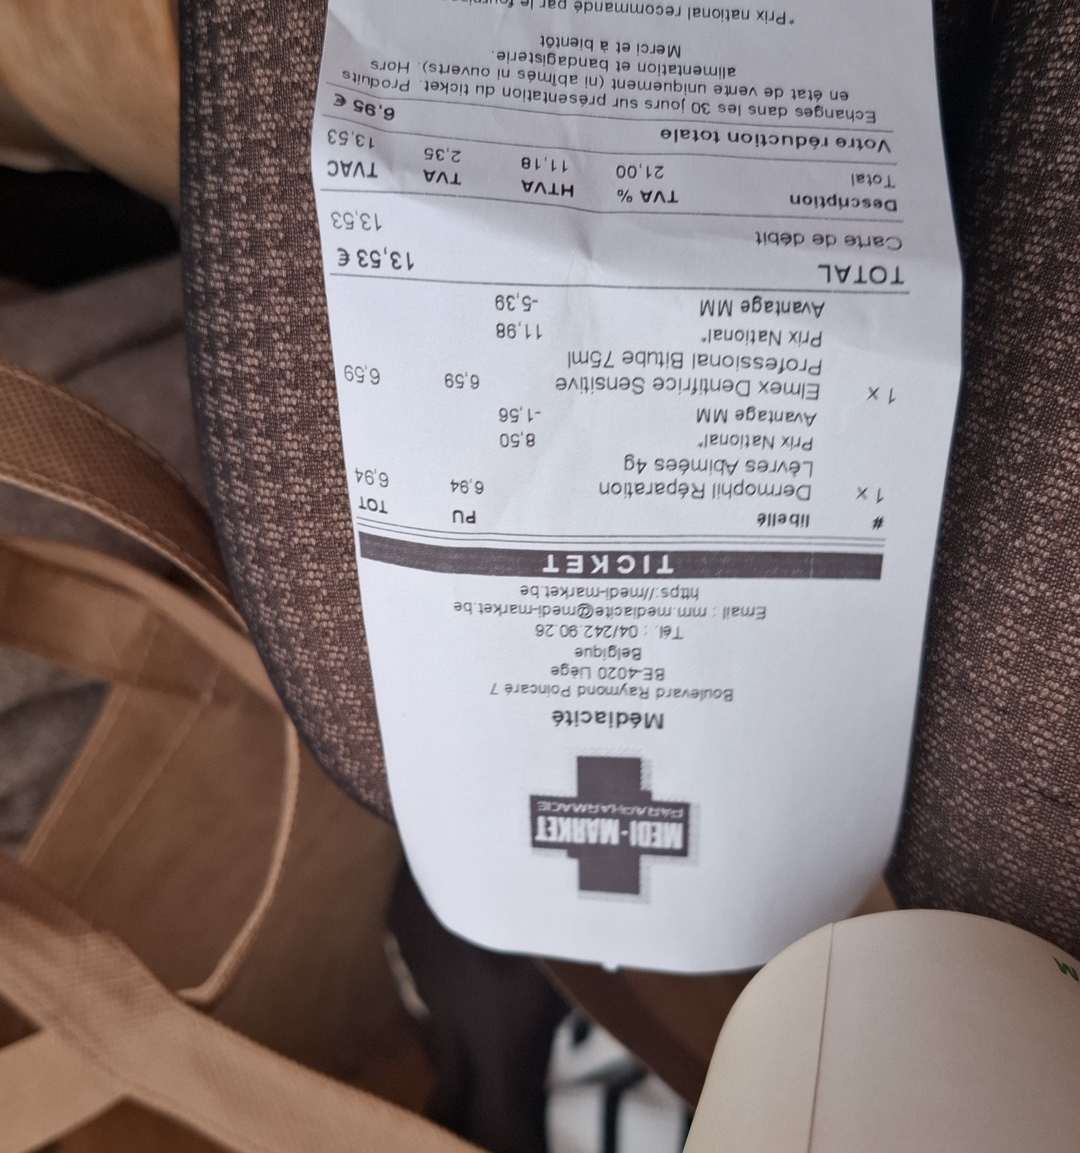 MEDI-MARKET
PARAPHARMACIE
Médiacité
Boulevard Raymond Poincaré 7
BE-4020 Liège
Belgique
Tél. : 04/242.90.26
Email : mm.mediacite@medi-market.be
https://medi-market.be
TICKET
# libellé PU TOT
1 x Dermophil Réparation 6,94 6,94
Lèvres Abimées 4g
Prix National* 8,50
Avantage MM -1,56
1 x Elmex Dentifrice Sensitive 6,59 6,59
Professional Bitube 75ml
Prix National* 11,98
Avantage MM -5,39
TOTAL 13,53 €
Carte de débit 13,53
Description TVA % HTVA TVA TVAC
Total 21,00 11,18 2,35 13,53
Votre réduction totale 6,95 €
Echanges dans les 30 jours sur présentation du ticket. Produits
en état de vente uniquement (ni abîmés ni ouverts). Hors
alimentation et bandagisterie.
Merci et à bientôt
*Prix national recommandé par le
M